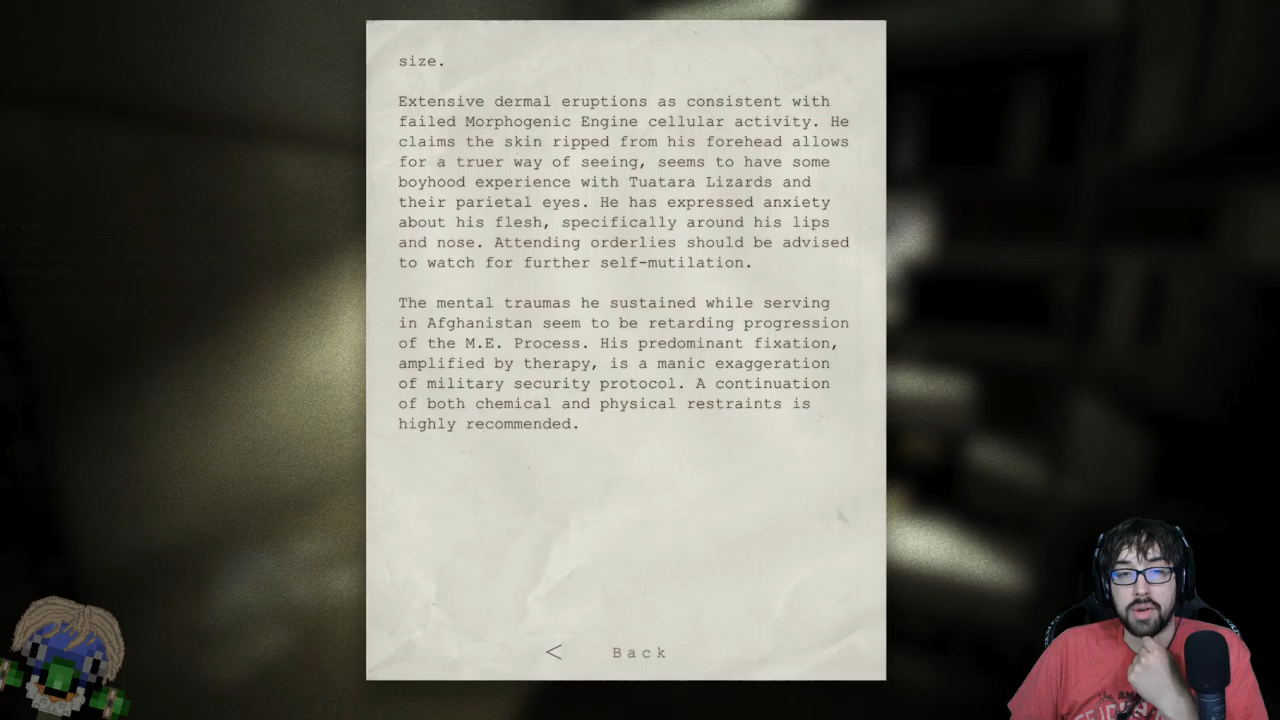 size.
Extensive dermal eruptions as consistent with
failed Morphogenic Engine cellular activity. He
claims the skin ripped from his forehead allows
for a truer way of seeing, seems to have some
boyhood experience with Tuatara Lizards and
their parietal eyes. He has expressed anxiety
about his flesh, specifically around his lips
and nose. Attending orderlies should be advised
to watch for further self-mutilation.
The mental traumas he sustained while serving
in Afghanistan seem to be retarding progression
of the M.E. Process. His predominant fixation,
amplified by therapy, is a manic exaggeration
of military security protocol. A continuation
of both chemical and physical restraints is
highly recommended.
< Back